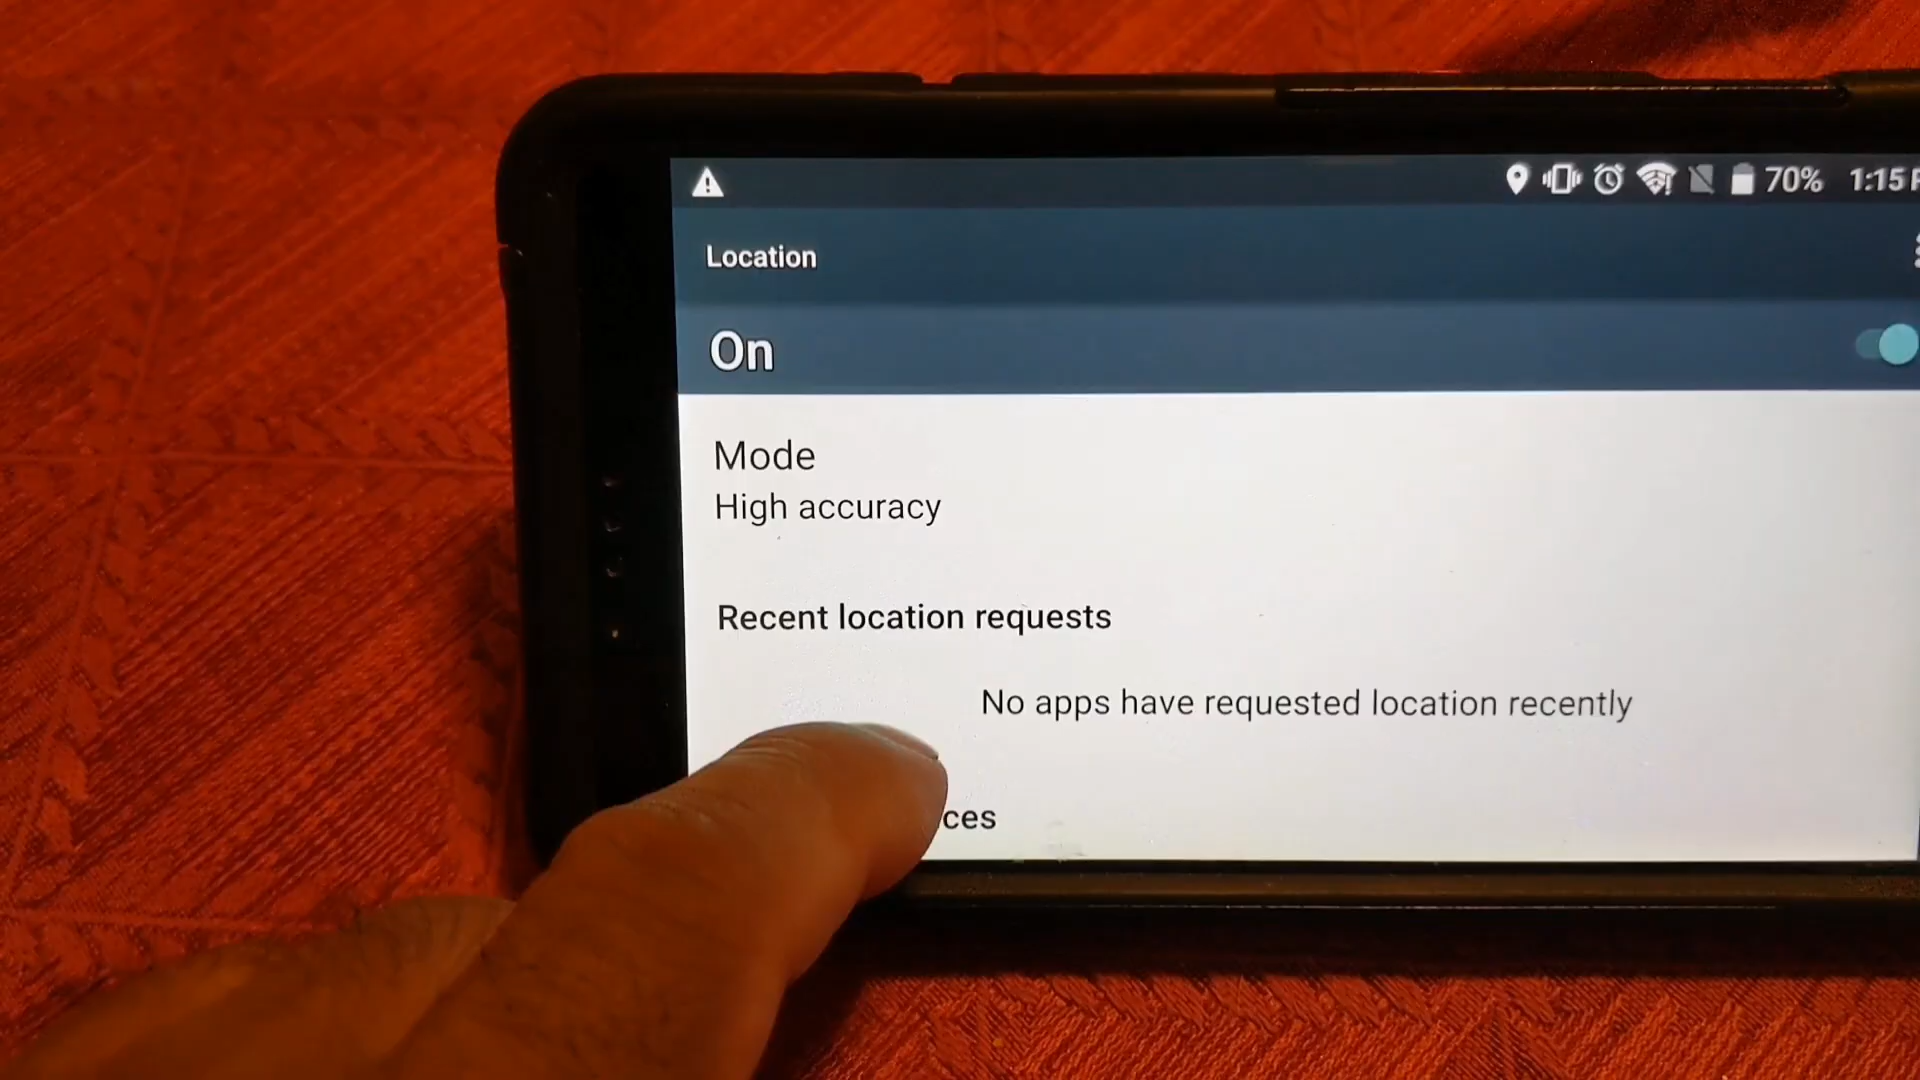 70% 1:15
Location
On
Mode
High accuracy
Recent location requests
No apps have requested location recently
ces